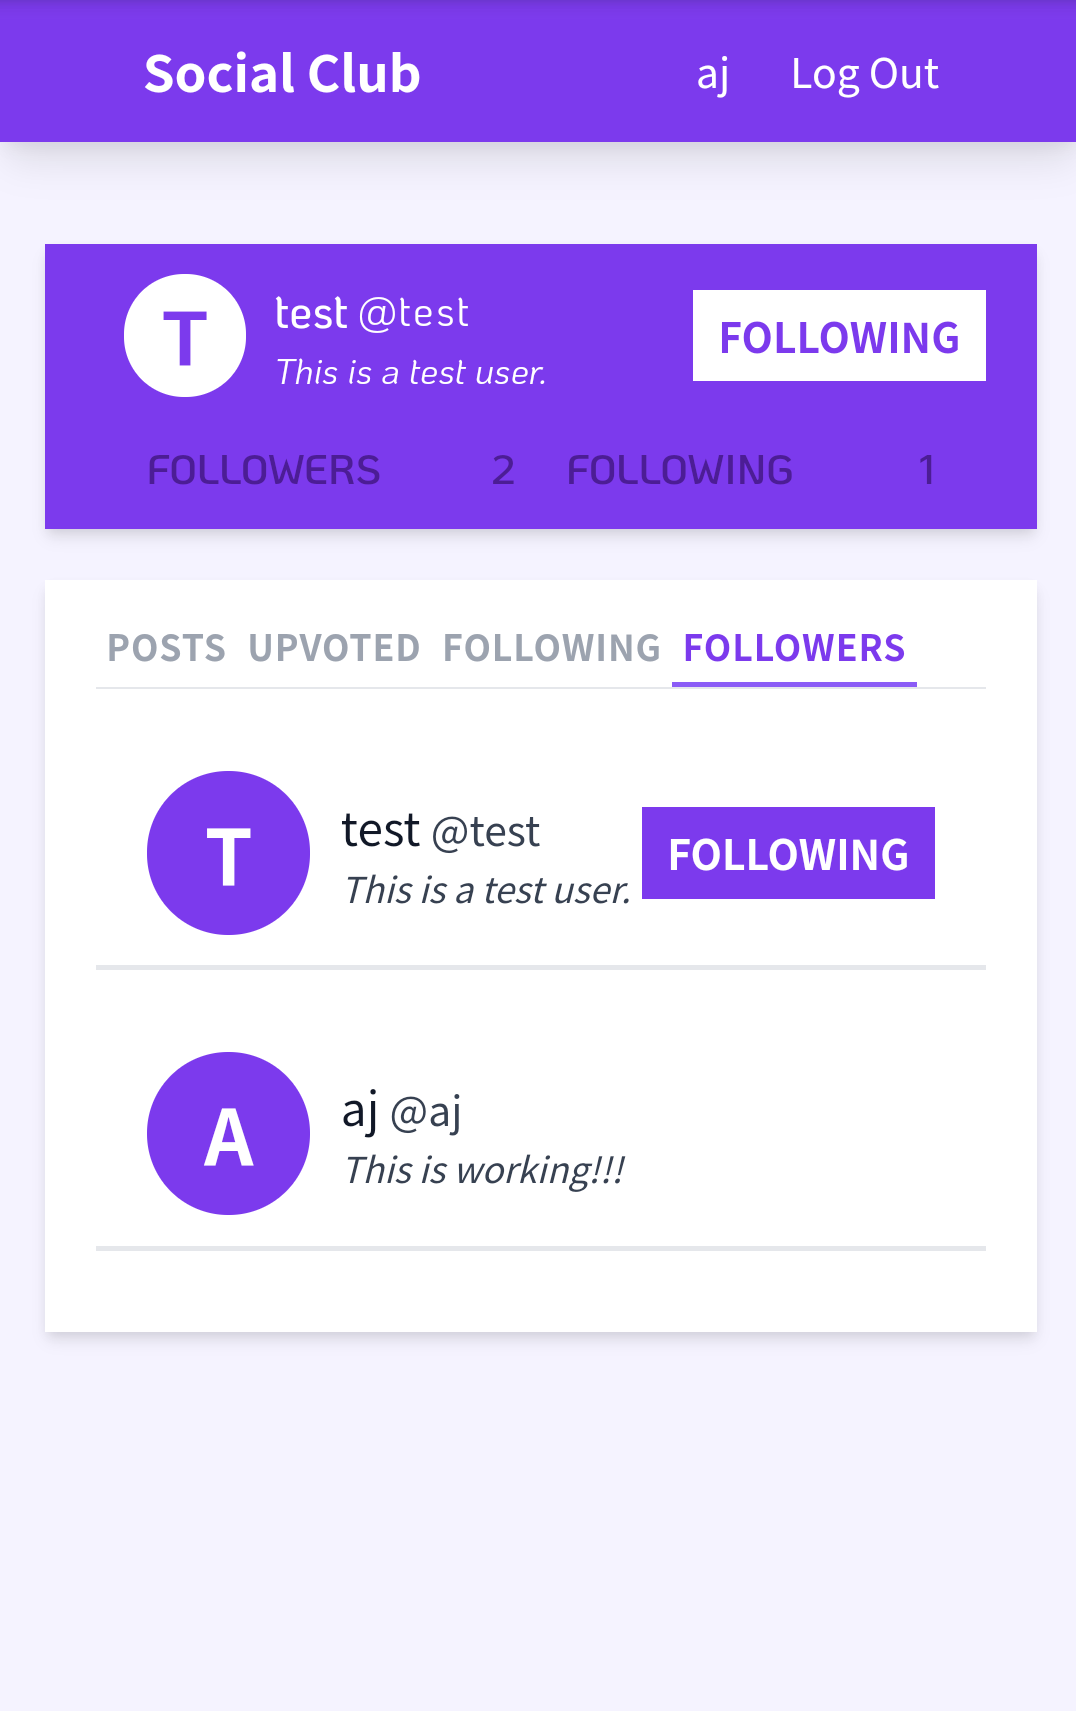 Social Club aj Log Out
T test @test FOLLOWING
This is a test user.
FOLLOWERS 2 FOLLOWING 1
POSTS UPVOTED FOLLOWING FOLLOWERS
T test @test FOLLOWING
This is a test user.
A aj @aj
This is working!!!